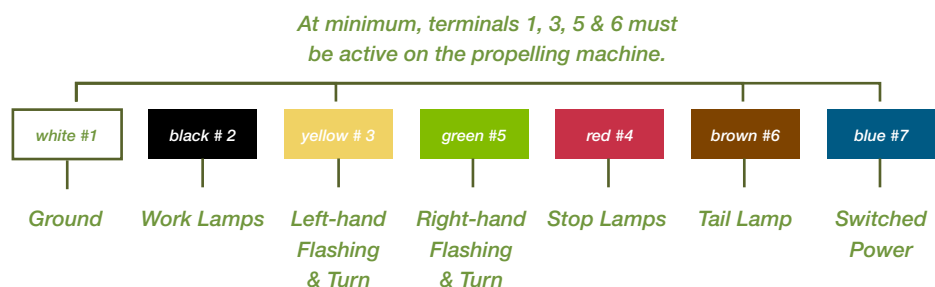 At minimum, terminals 1, 3, 5 & 6 must
be active on the propelling machine.
white #1
black # 2
yellow # 3
green #5
red #4
brown #6
blue #7
Ground
Work Lamps
Left-hand
Flashing
& Turn
Right-hand
Flashing
& Turn
Stop Lamps
Tail Lamp
Switched
Power